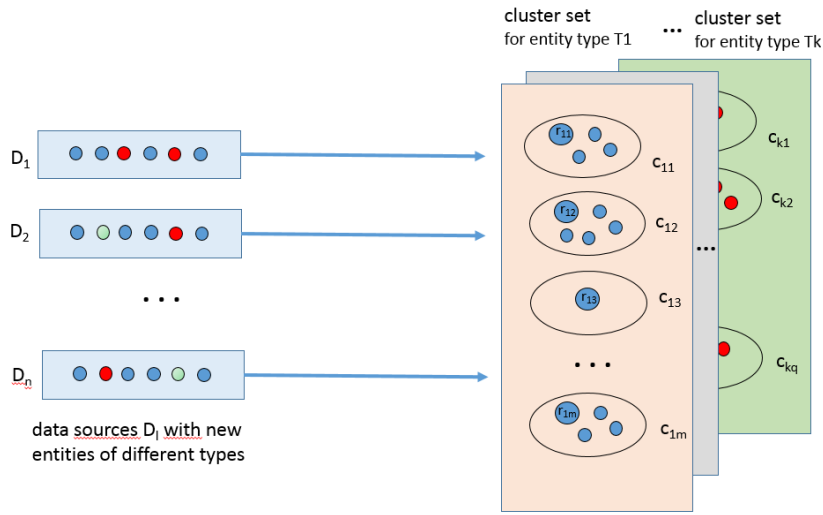 cluster set
for entity type T1
...
cluster set
for entity type Tk
D1
D2
...
Dn
data sources DI with new
entities of different types
r11
c11
r12
c12
r13
c13
...
r1m
c1m
...
ck1
ck2
ckq